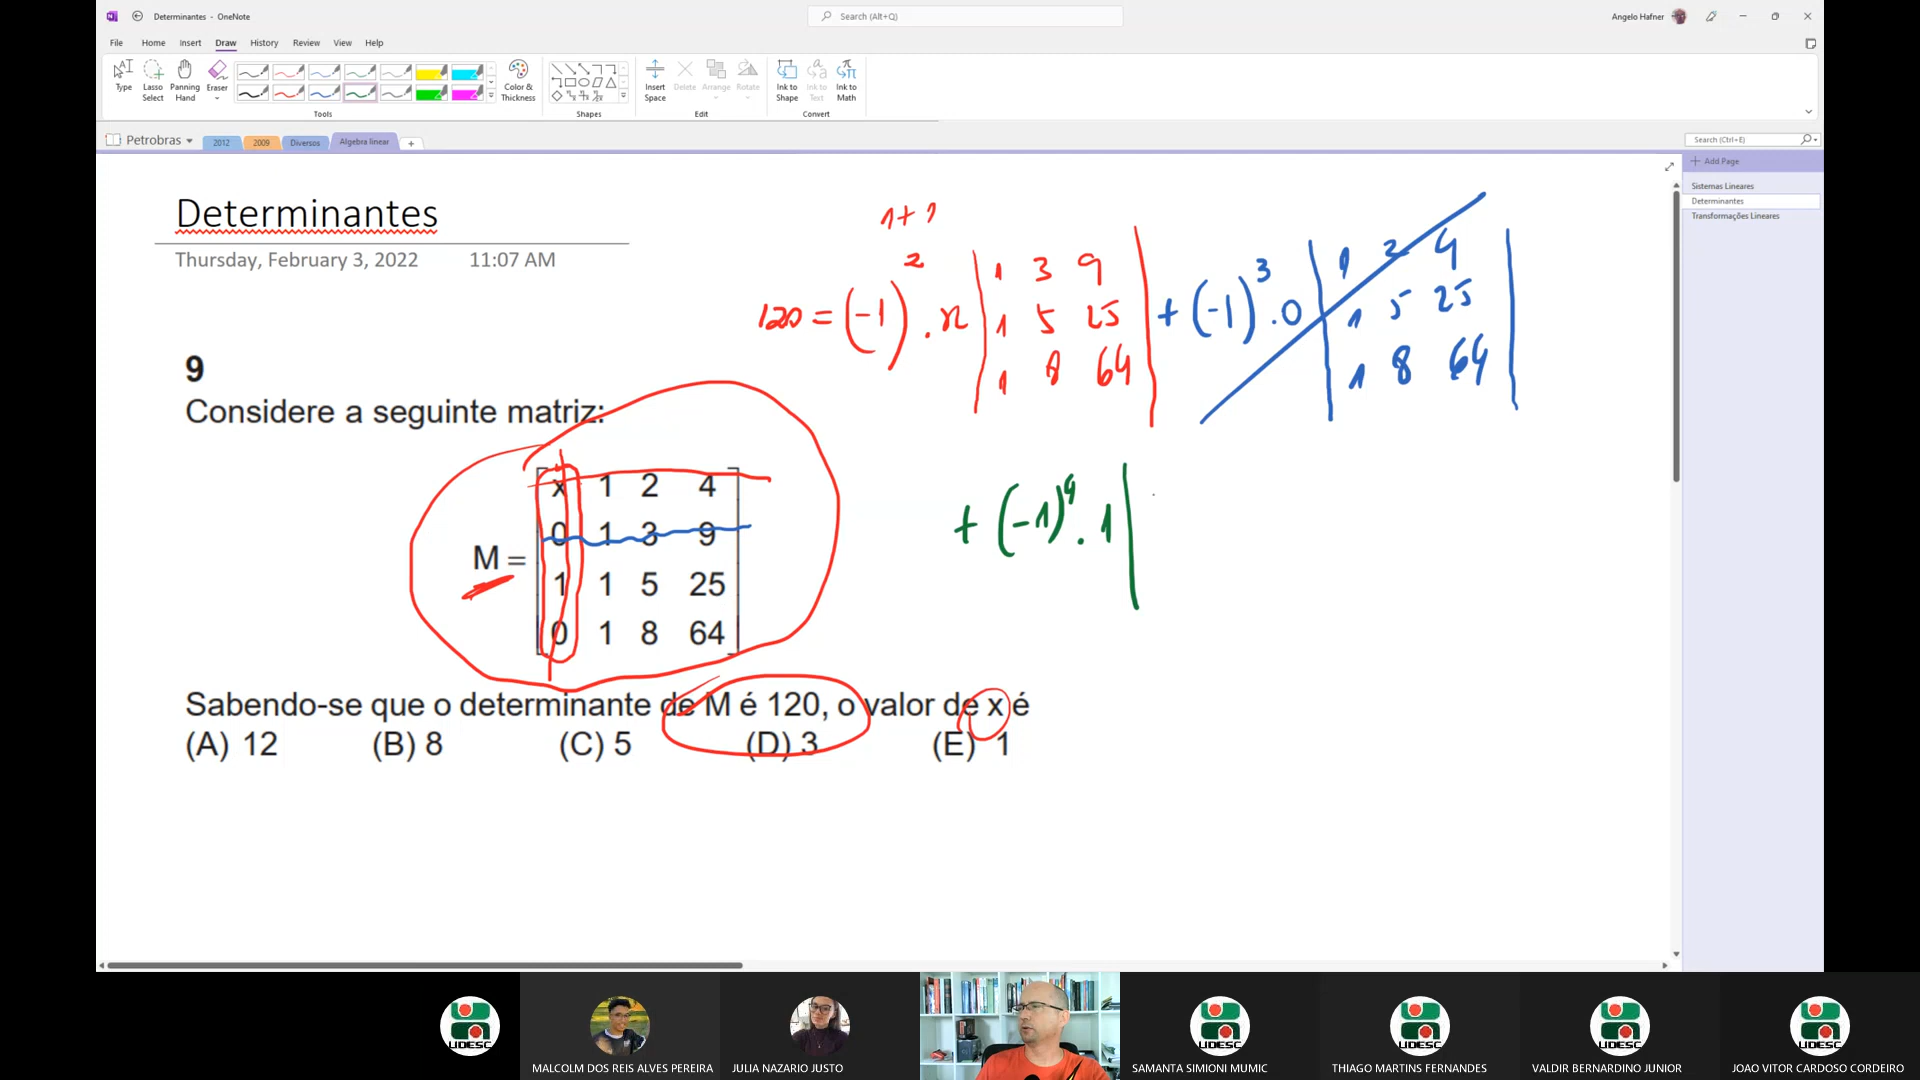 Determinantes - OneNote
Search (Alt+Q)
Angelo Hafner
File Home Insert Draw History Review View Help
Type
Lasso Select
Panning Hand
Eraser
Color & Thickness
Insert Space
Delete
Arrange
Rotate
Ink to Shape
Ink to Text
Ink to Math
Tools Shapes Edit Convert
Petrobras 2012 2009 Diversos Algebra linear +
Search (Ctrl+E)
Add Page
Sistemas Lineares
Determinantes
Transformações Lineares
Determinantes
Thursday, February 3, 2022 11:07 AM
1+1
120 = (-1)^2 . x | 1 3 9 | + (-1)^3 . 0 | 1 2 4 |
| 1 5 25 | | 1 5 25 |
| 1 8 64 | | 1 8 64 |
+ (-1)^4 . 1 |
9
Considere a seguinte matriz:
x 1 2 4
0 1 3 9
M =
1 1 5 25
0 1 8 64
Sabendo-se que o determinante de M é 120, o valor de x é
(A) 12 (B) 8 (C) 5 (D) 3 (E) 1
UDESC
MALCOLM DOS REIS ALVES PEREIRA
JULIA NAZARIO JUSTO
UDESC
SAMANTA SIMIONI MUMIC
UDESC
THIAGO MARTINS FERNANDES
UDESC
VALDIR BERNARDINO JUNIOR
UDESC
JOAO VITOR CARDOSO CORDEIRO